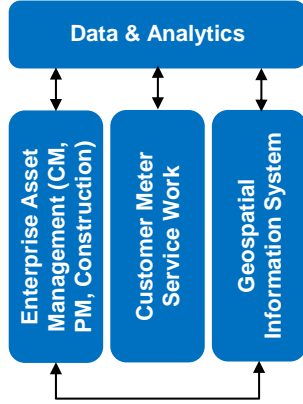 Data & Analytics
Enterprise Asset
Management (CM,
PM, Construction)
Customer Meter
Service Work
Geospatial
Information System